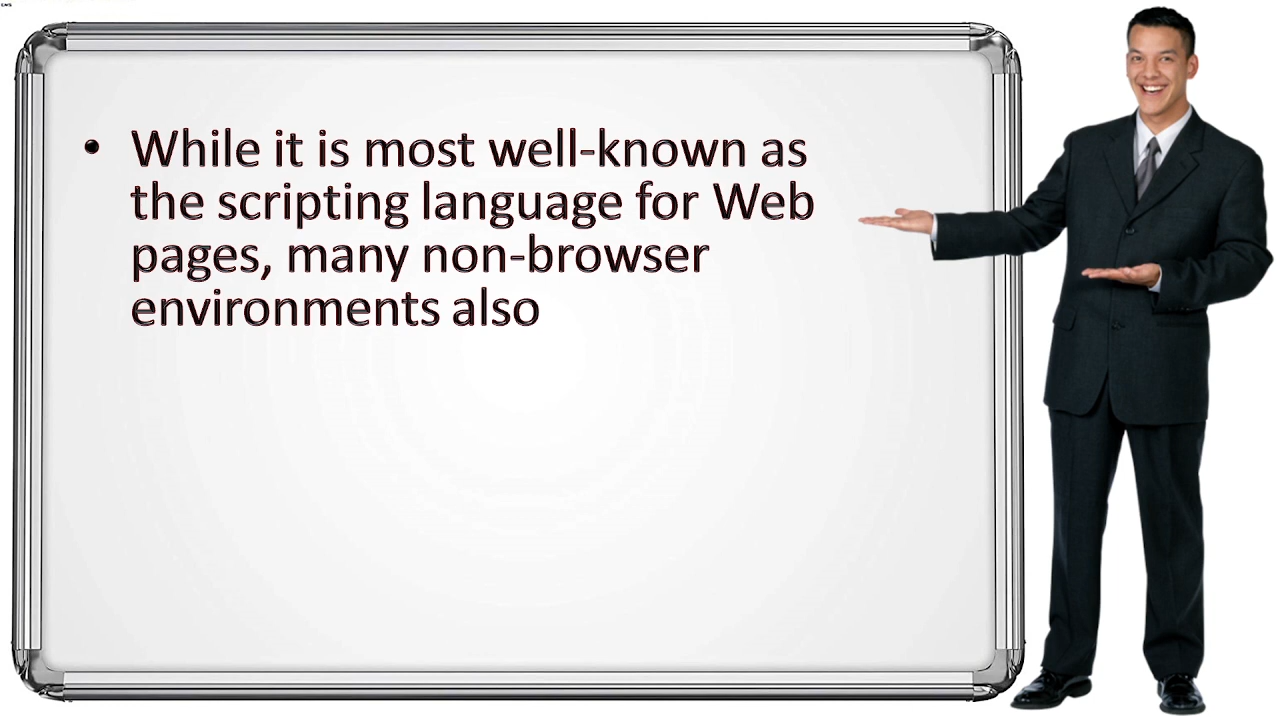 • While it is most well-known as
the scripting language for Web
pages, many non-browser
environments also